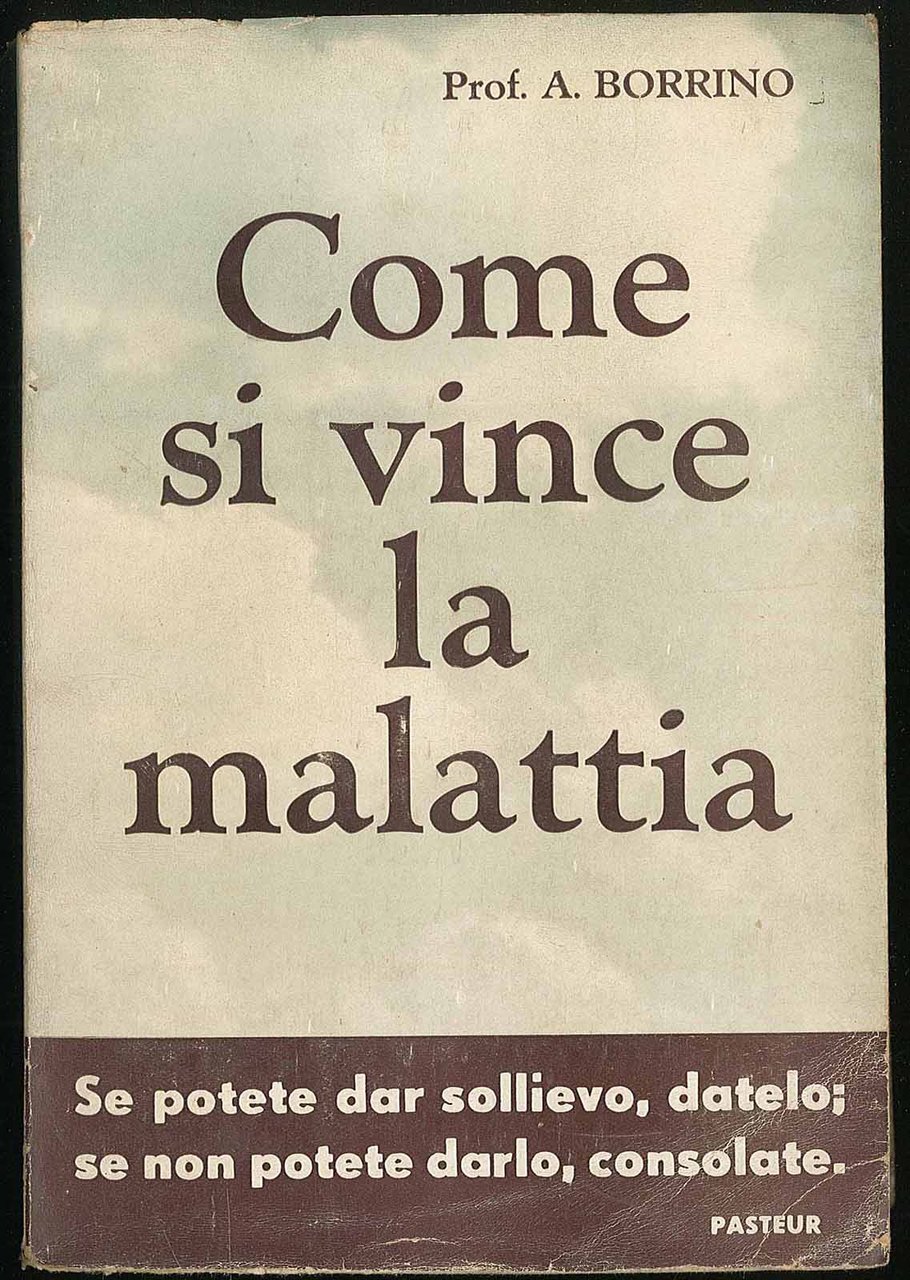 Prof. A. BORRINO
Come
si vince
la
malattia
Se potete dar sollievo, datelo;
se non potete darlo, consolate.
PASTEUR